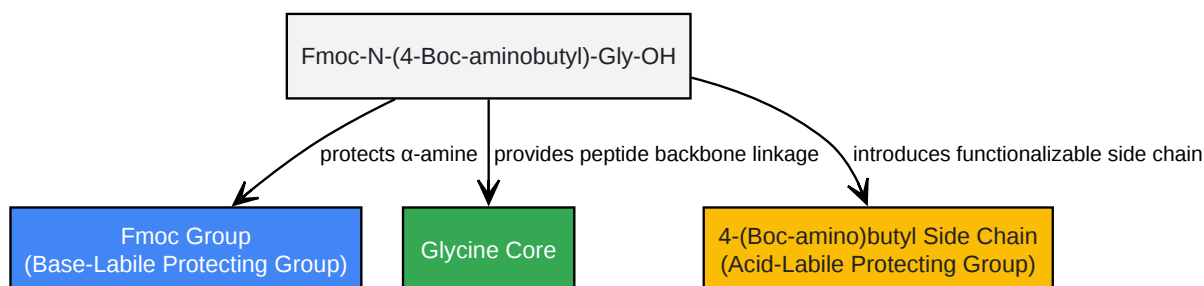 Fmoc-N-(4-Boc-aminobutyl)-Gly-OH
protects α-amine
provides peptide backbone linkage
introduces functionalizable side chain
Fmoc Group
(Base-Labile Protecting Group)
Glycine Core
4-(Boc-amino)butyl Side Chain
(Acid-Labile Protecting Group)